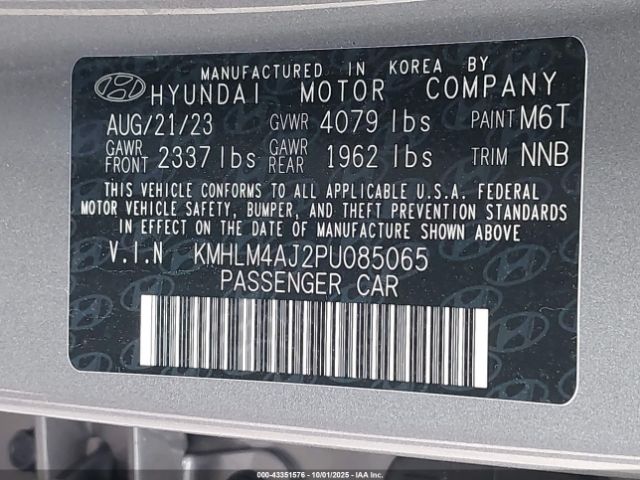 MANUFACTURED IN KOREA BY
HYUNDAI MOTOR COMPANY
AUG/21/23 GVWR 4079 lbs PAINT M6T
GAWR FRONT 2337 lbs GAWR REAR 1962 lbs TRIM NNB
THIS VEHICLE CONFORMS TO ALL APPLICABLE U.S.A. FEDERAL
MOTOR VEHICLE SAFETY, BUMPER, AND THEFT PREVENTION STANDARDS
IN EFFECT ON THE DATE OF MANUFACTURE SHOWN ABOVE.
V.I.N KMHLM4AJ2PU085065
PASSENGER CAR
000-43351576 - 10/01/2025 - IAA Inc.